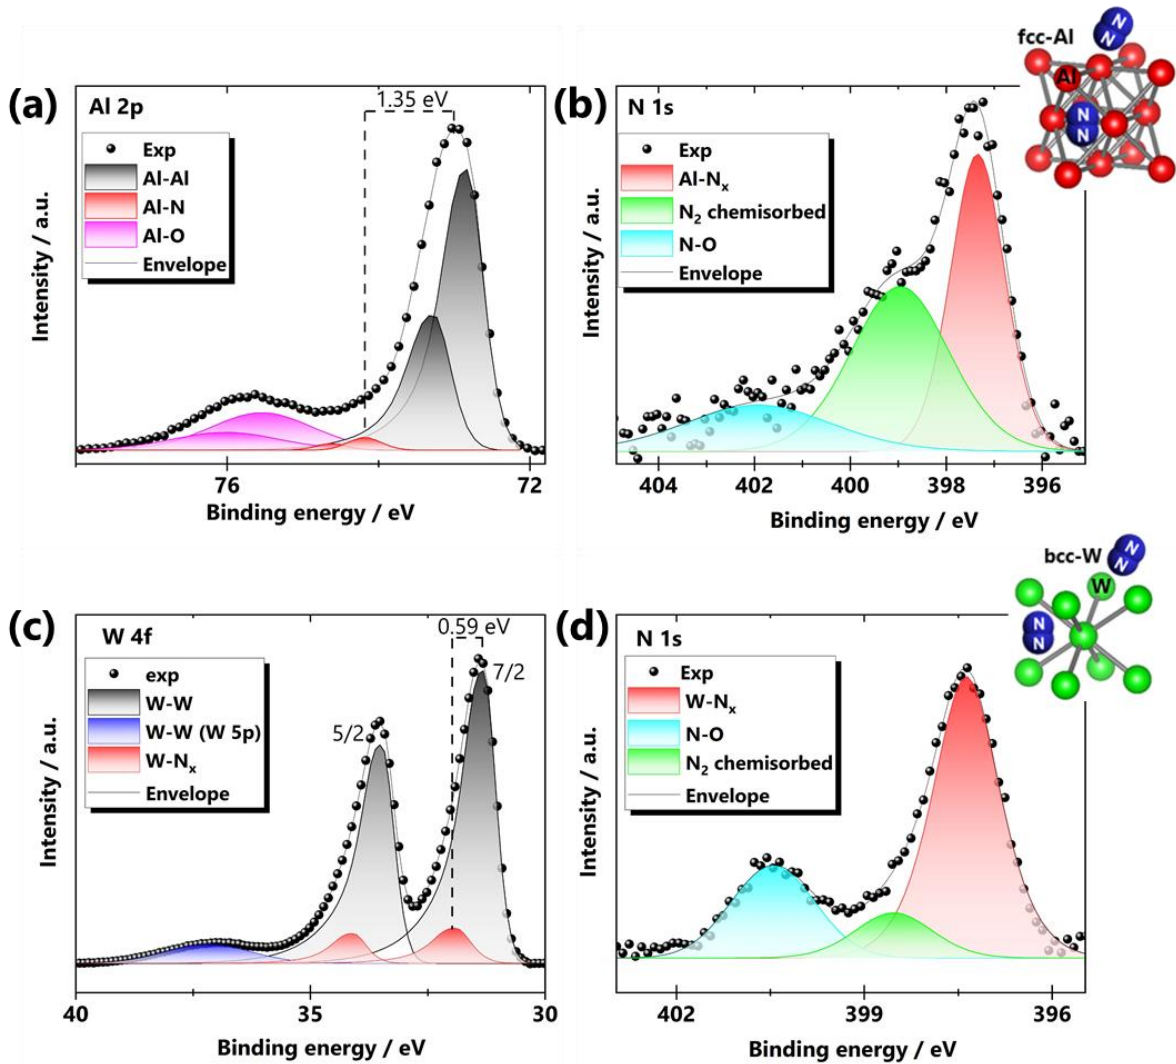 (a)
Al 2p
1.35 eV
Exp
Al-Al
Al-N
Al-O
Envelope
Intensity / a.u.
76
72
Binding energy / eV
(b)
N 1s
Exp
Al-Nx
N2 chemisorbed
N-O
Envelope
Intensity / a.u.
404
402
400
398
396
Binding energy / eV
fcc-Al
N
N
Al
N
N
(c)
W 4f
0.59 eV
7/2
5/2
exp
W-W
W-W (W 5p)
W-Nx
Envelope
Intensity / a.u.
40
35
30
Binding energy / eV
(d)
N 1s
Exp
W-Nx
N-O
N2 chemisorbed
Envelope
Intensity / a.u.
402
399
396
Binding energy / eV
bcc-W
N
N
W
N
N